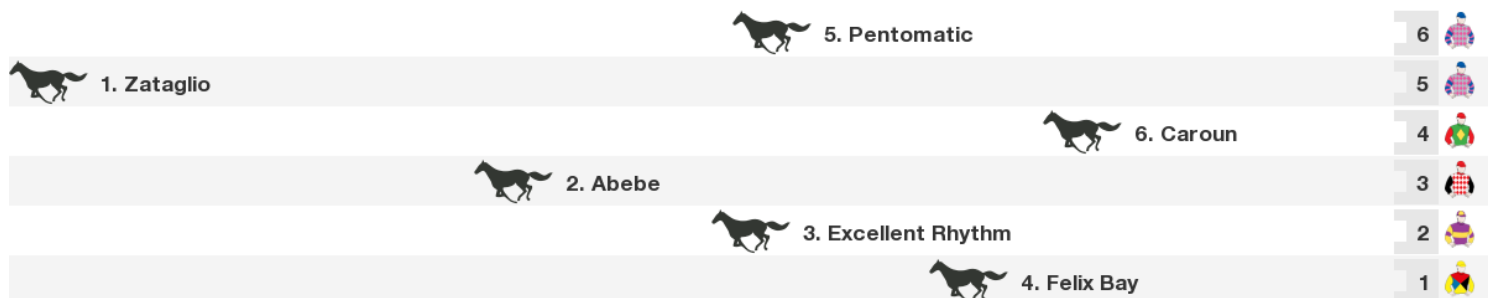 5. Pentomatic 6
1. Zataglio 5
6. Caroun 4
2. Abebe 3
3. Excellent Rhythm 2
4. Felix Bay 1